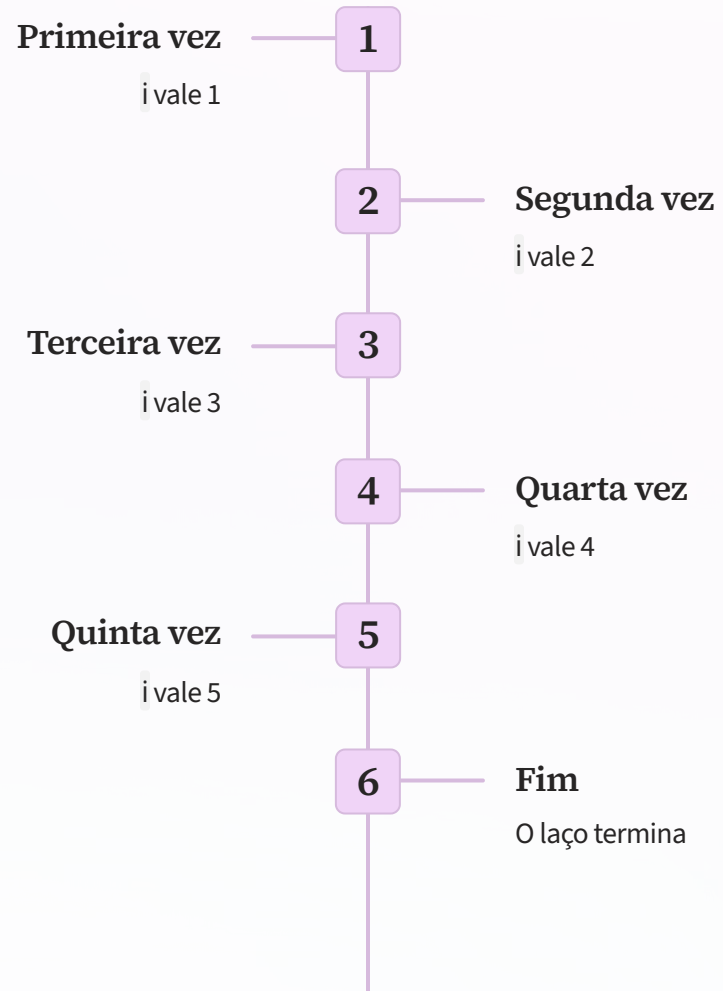 Primeira vez
1
i vale 1
2
Segunda vez
i vale 2
Terceira vez
3
i vale 3
4
Quarta vez
i vale 4
Quinta vez
5
i vale 5
6
Fim
O laço termina